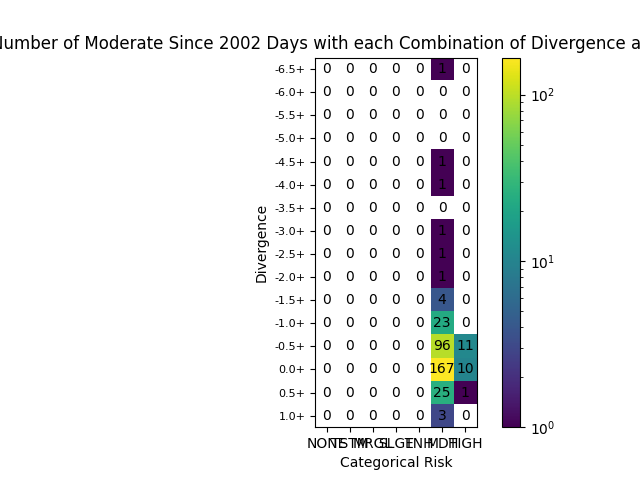 Number of Moderate Since 2002 Days with each Combination of Divergence a
-6.5+ 0 0 0 0 0 1 0
-6.0+ 0 0 0 0 0 0 0
-5.5+ 0 0 0 0 0 0 0
-5.0+ 0 0 0 0 0 0 0
-4.5+ 0 0 0 0 0 1 0
-4.0+ 0 0 0 0 0 1 0
-3.5+ 0 0 0 0 0 0 0
-3.0+ 0 0 0 0 0 1 0
-2.5+ 0 0 0 0 0 1 0
-2.0+ 0 0 0 0 0 1 0
-1.5+ 0 0 0 0 0 4 0
-1.0+ 0 0 0 0 0 23 0
-0.5+ 0 0 0 0 0 96 11
0.0+ 0 0 0 0 0 167 10
0.5+ 0 0 0 0 0 25 1
1.0+ 0 0 0 0 0 3 0
NONE TSTM MRGL SLGT ENH MDT HIGH
Categorical Risk
Divergence
10²
10¹
10⁰